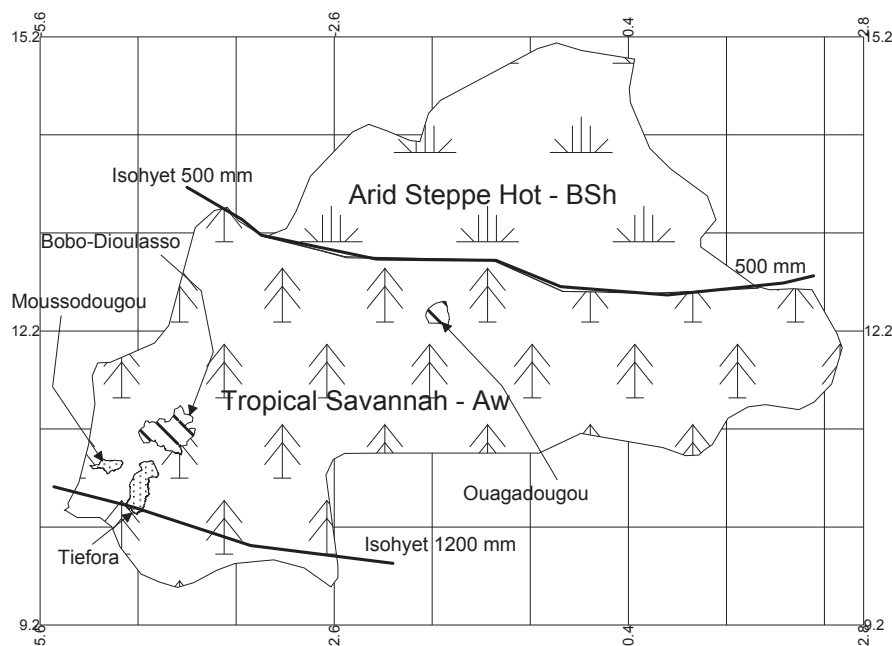 -5.6
-2.6
0.4
2.8
15.2
15.2
Isohyet 500 mm
Arid Steppe Hot - BSh
Bobo-Dioulasso
500 mm
Moussodougou
12.2
12.2
Tropical Savannah - Aw
Ouagadougou
Isohyet 1200 mm
Tiefora
9.2
9.2
-5.6
-2.6
0.4
2.8